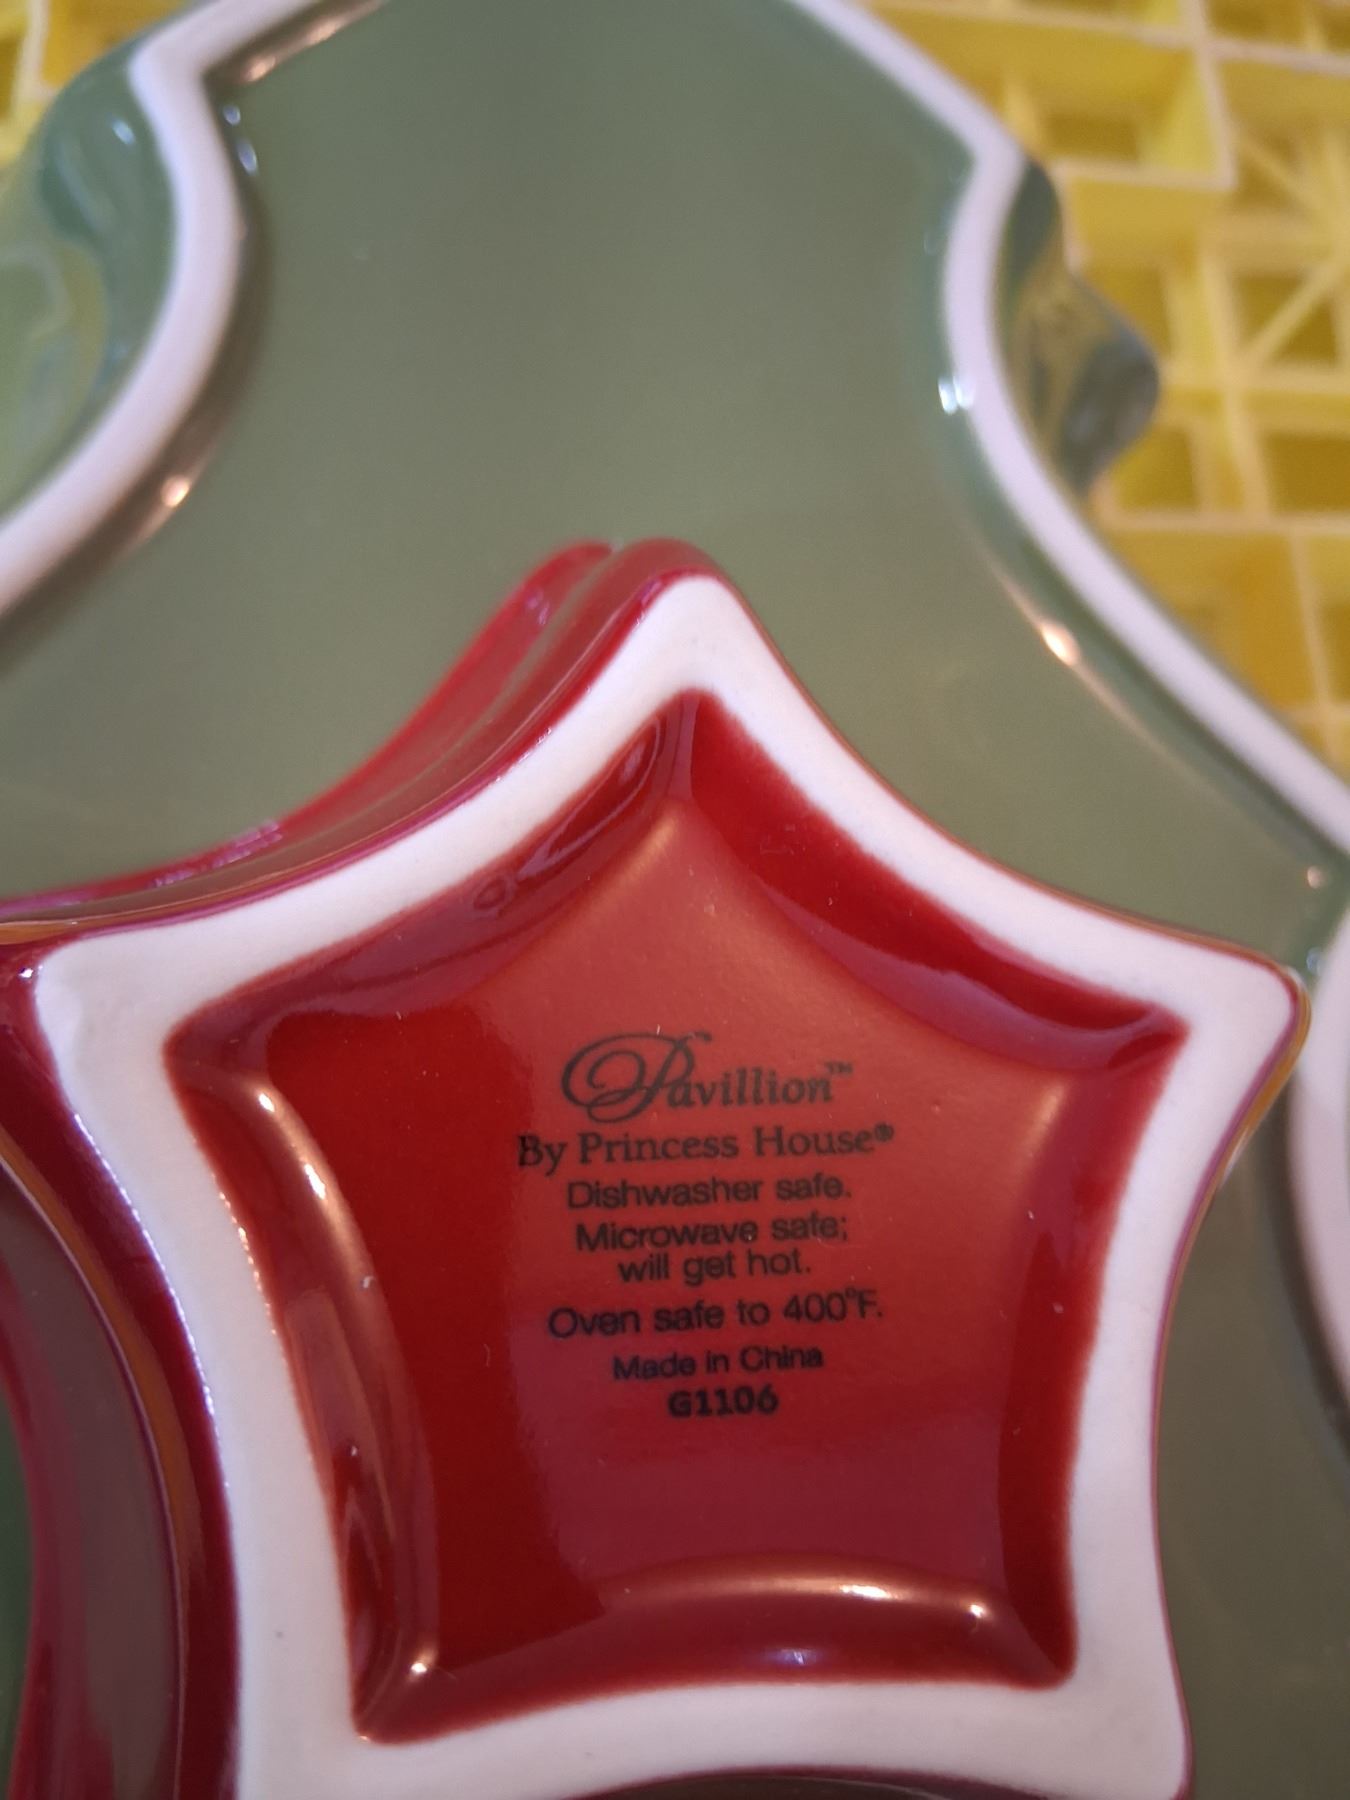 Pavillion™
By Princess House®
Dishwasher safe.
Microwave safe;
will get hot.
Oven safe to 400°F.
Made in China
G1106